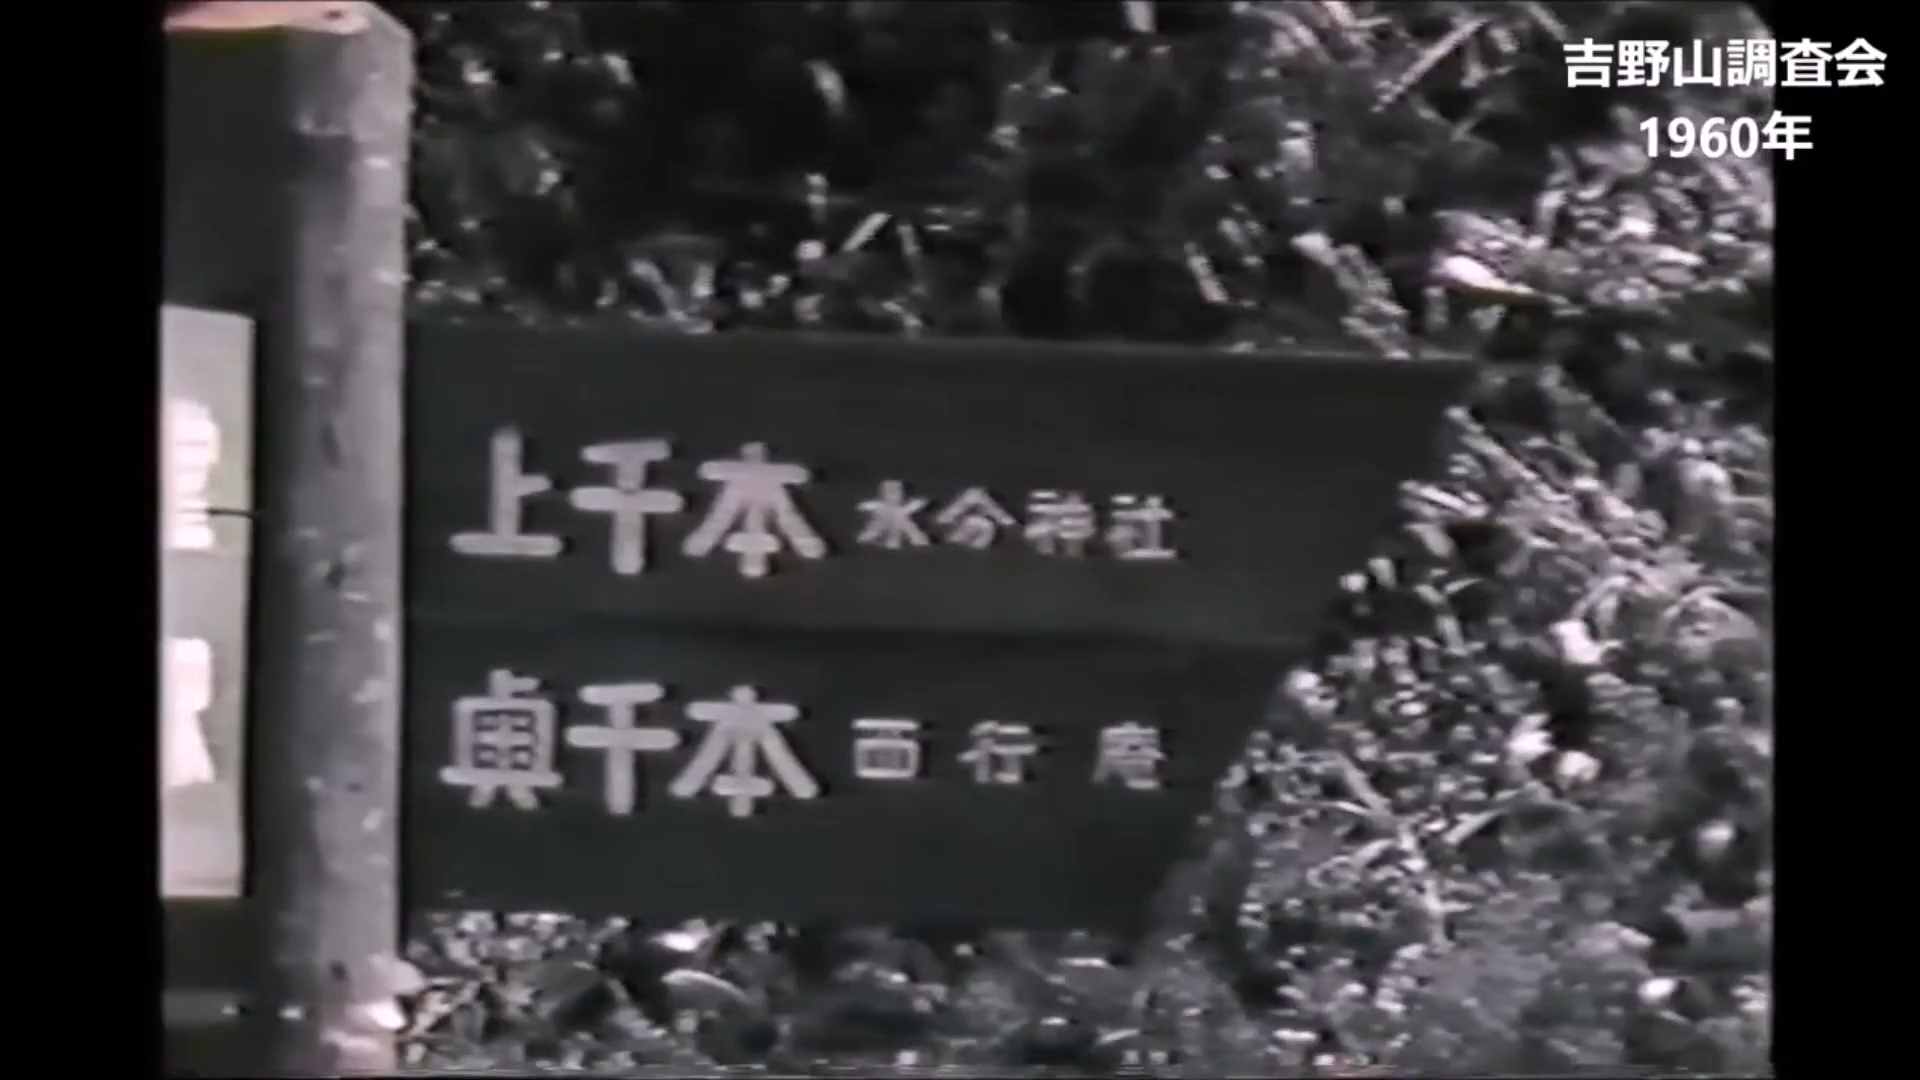 吉野山調査会
1960年
上千本 水分神社
奥千本 西行庵